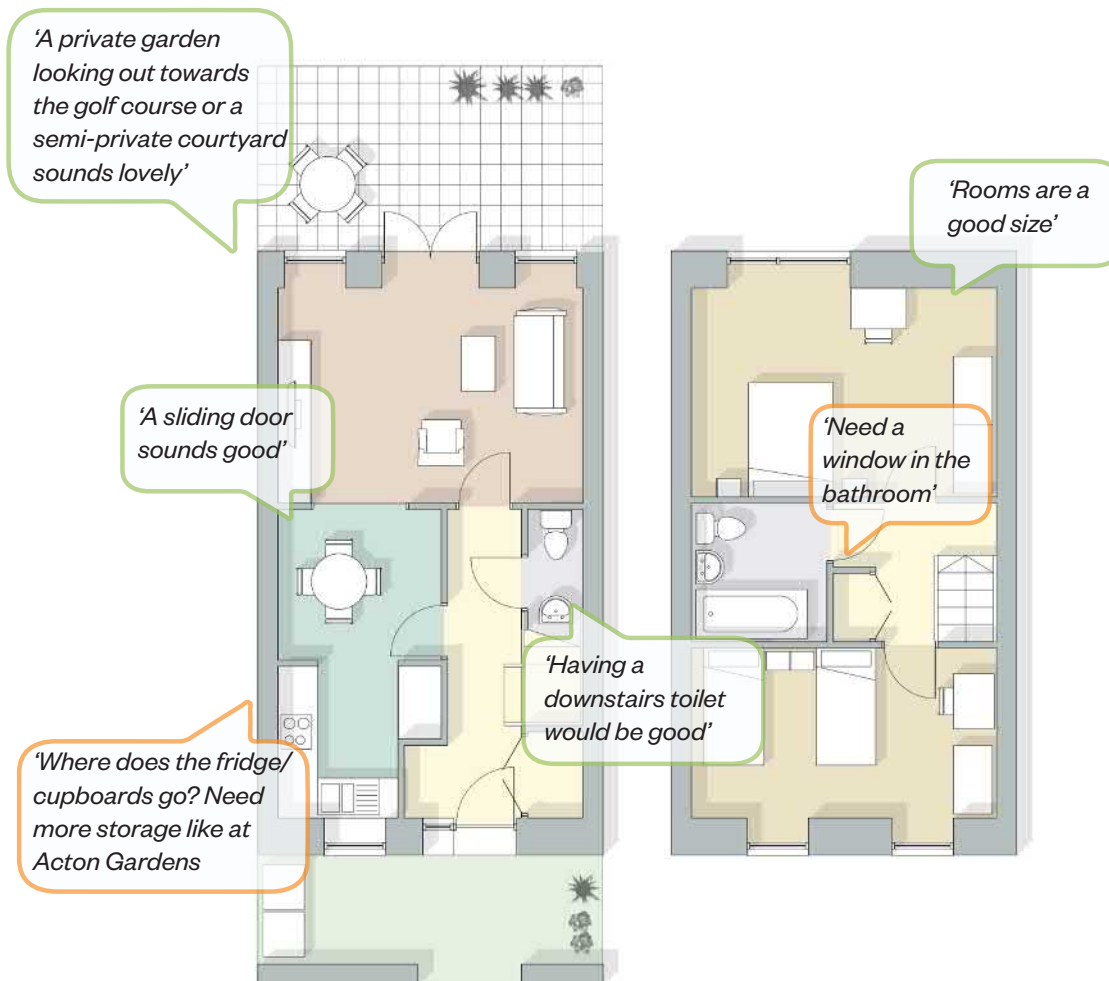 ‘A private garden
looking out towards
the golf course or a
semi-private courtyard
sounds lovely’
‘Rooms are a
good size’
‘A sliding door
sounds good’
‘Need a
window in the
bathroom’
‘Having a
downstairs toilet
would be good’
‘Where does the fridge/
cupboards go? Need
more storage like at
Acton Gardens